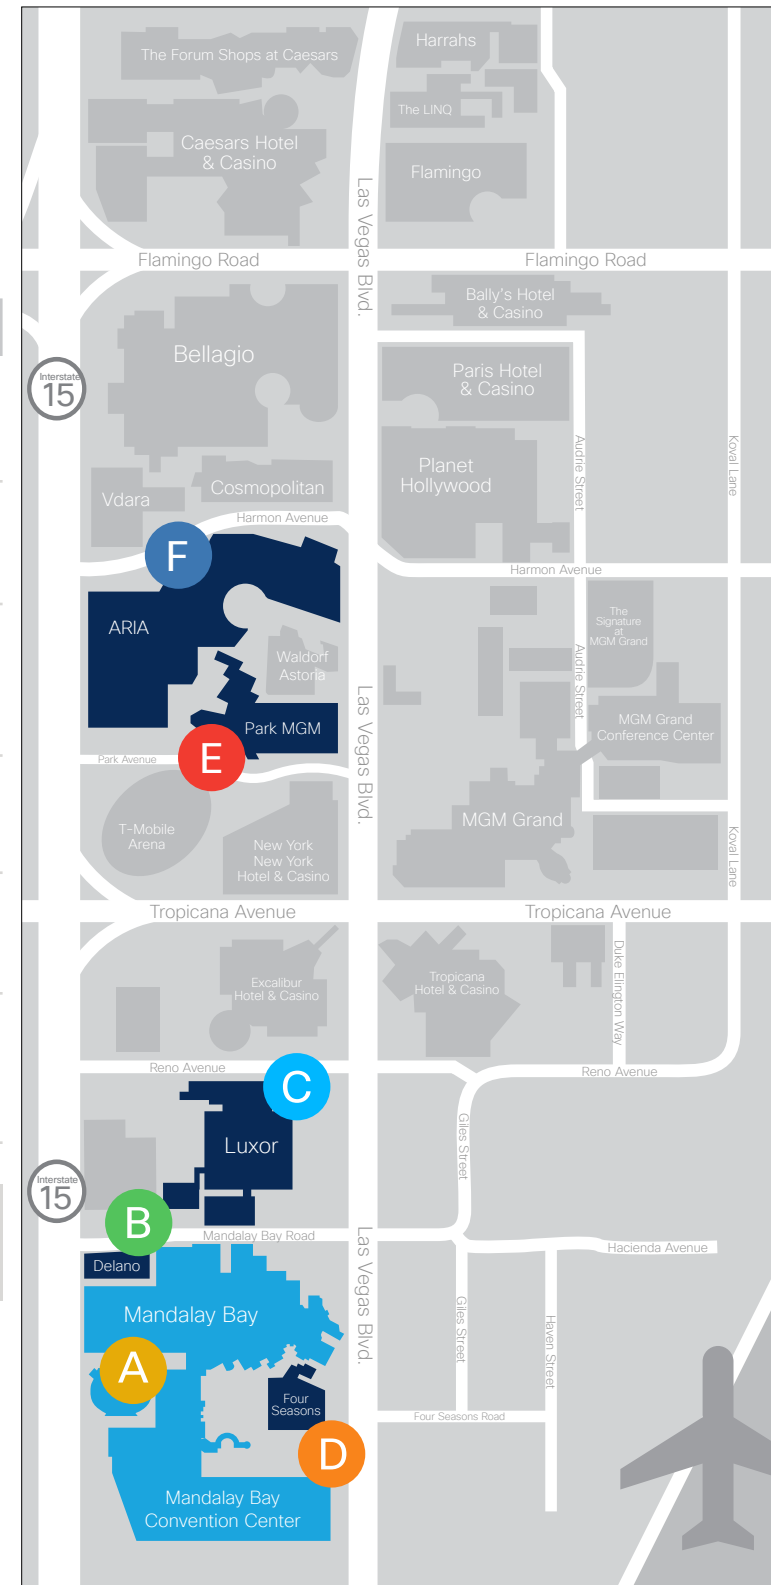 The Forum Shops at Caesars
Harrahs
The LINQ
Caesars Hotel
& Casino
Flamingo
Las Vegas Blvd.
Flamingo Road
Flamingo Road
Bally's Hotel
& Casino
Bellagio
Interstate
15
Paris Hotel
& Casino
Planet
Hollywood
Audrie Street
Koval Lane
Vdara
Cosmopolitan
Harmon Avenue
F
Harmon Avenue
ARIA
The
Signature
at
MGM Grand
Waldorf
Astoria
Audrie Street
Las Vegas Blvd.
Park MGM
MGM Grand
Conference Center
Park Avenue
E
T-Mobile
Arena
New York
New York
Hotel & Casino
MGM Grand
Koval Lane
Tropicana Avenue
Tropicana Avenue
Excalibur
Hotel & Casino
Tropicana
Hotel & Casino
Duke Elington Way
Reno Avenue
Reno Avenue
C
Luxor
Giles Street
Interstate
15
B
Mandalay Bay Road
Las Vegas Blvd.
Hacienda Avenue
Delano
Mandalay Bay
Giles Street
Haven Street
A
Four
Seasons
Four Seasons Road
D
Mandalay Bay
Convention Center